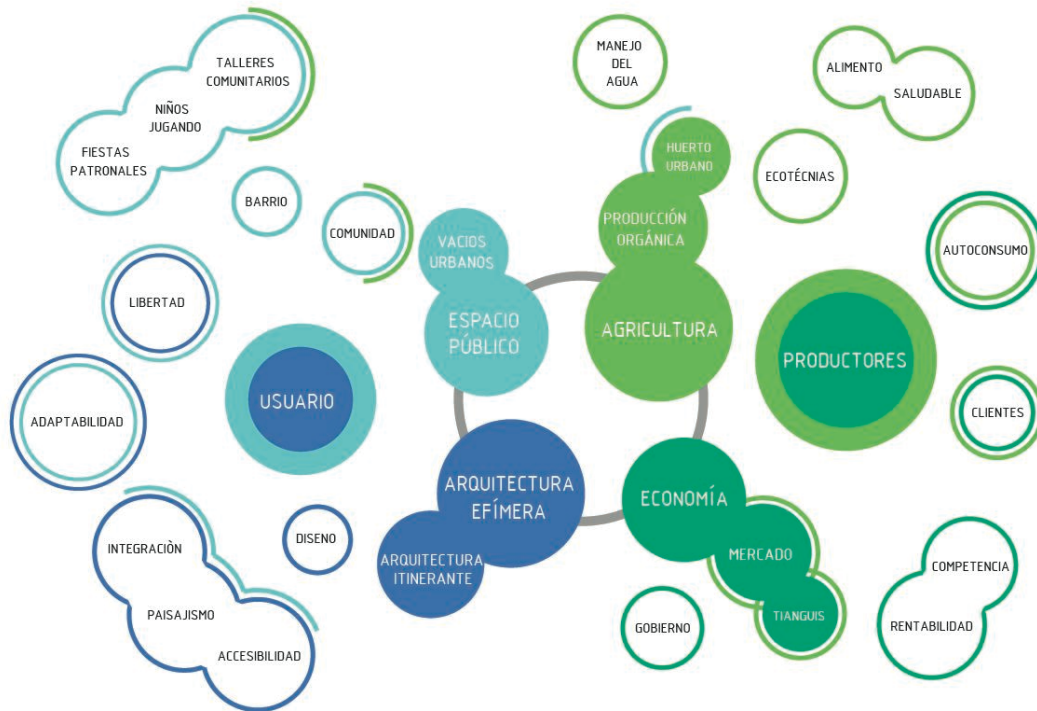 TALLERES
COMUNITARIOS
NIÑOS
JUGANDO
FIESTAS
PATRONALES
BARRIO
COMUNIDAD
LIBERTAD
ADAPTABILIDAD
USUARIO
INTEGRACIÒN
PAISAJISMO
ACCESIBILIDAD
DISENO
VACIOS
URBANOS
ESPACIO
PÚBLICO
ARQUITECTURA
EFÍMERA
ARQUITECTURA
ITINERANTE
MANEJO
DEL
AGUA
HUERTO
URBANO
PRODUCCIÓN
ORGÁNICA
AGRICULTURA
ECONOMÍA
MERCADO
TIANGUIS
GOBIERNO
ALIMENTO
SALUDABLE
ECOTÉCNIAS
AUTOCONSUMO
PRODUCTORES
CLIENTES
COMPETENCIA
RENTABILIDAD